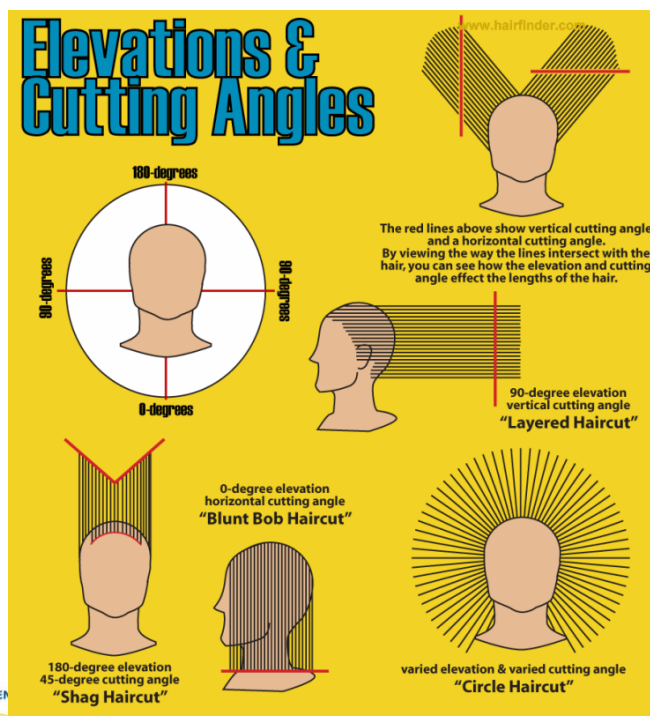 Elevations &
Cutting Angles
www.hairfinder.com
The red lines above show vertical cutting angle
and a horizontal cutting angle.
By viewing the way the lines intersect with the
hair, you can see how the elevation and cutting
angle effect the lengths of the hair.
180-degrees
90-degrees
90-degrees
0-degrees
90-degree elevation
vertical cutting angle
“Layered Haircut”
0-degree elevation
horizontal cutting angle
“Blunt Bob Haircut”
180-degree elevation
45-degree cutting angle
“Shag Haircut”
varied elevation & varied cutting angle
“Circle Haircut”